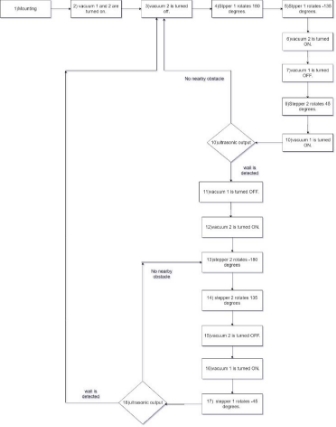 1)Mounting
2) vacuum 1 and 2 are
turned on.
3)vacuum 2 is turned
off.
4)Stpper 1 rotates 180
degrees.
5)Stpper 1 rotates
degrees.
6)vacuum 2 is turned
ON.
7)vacuum 1 is turned
OFF.
8)Stepper 2 rotates 45
degrees.
10)vacuum 1 is turned
ON.
No nearby obstacle
10)ultrasonic output
wall is
detected
11)vacuum 1 is turned OFF.
12)vacuum 2 is turned ON.
13)stepper 2 rotates -180
degrees
14) stepper 2 rotates 135
degrees
15)vacuum 2 is turned OFF.
16)vacuum 1 is turned ON.
17) stepper 1 rotates -45
degrees.
No nearby
obstacle
18)ultrasonic output
wall is
detected